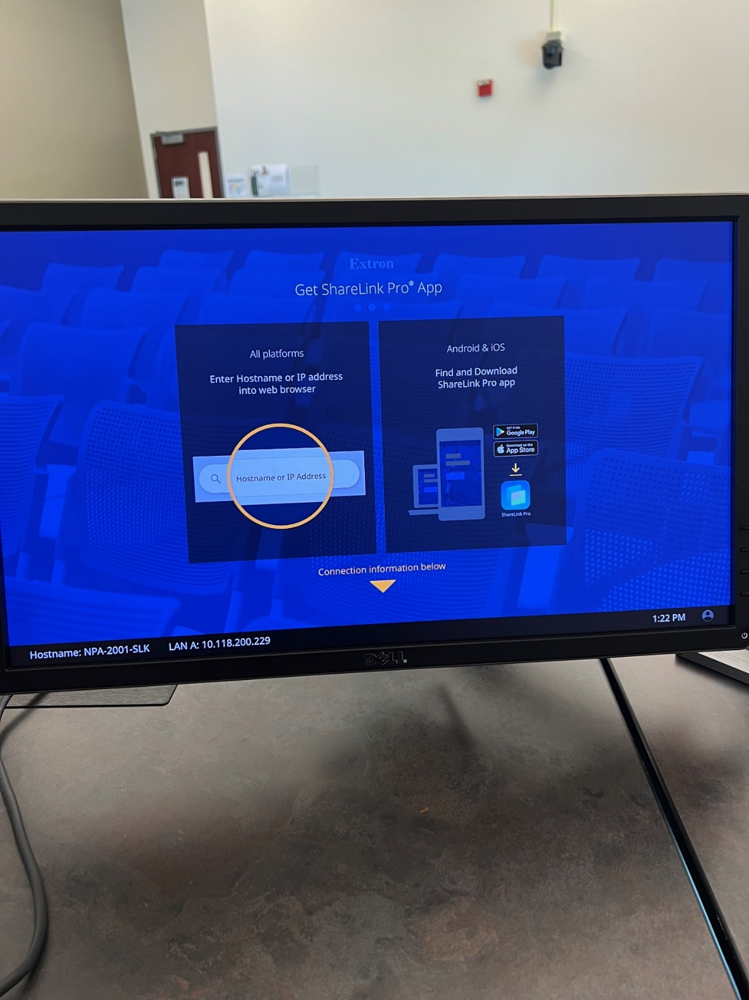 Extron
Get ShareLink Pro® App
All platforms
Enter Hostname or IP address
into web browser
Hostname or IP Address
Android & iOS
Find and Download
ShareLink Pro app
GET IT ON
Google Play
Download on the
App Store
ShareLink Pro
Connection information below
1:22 PM
Hostname: NPA-2001-SLK LAN A: 10.118.200.229
DELL